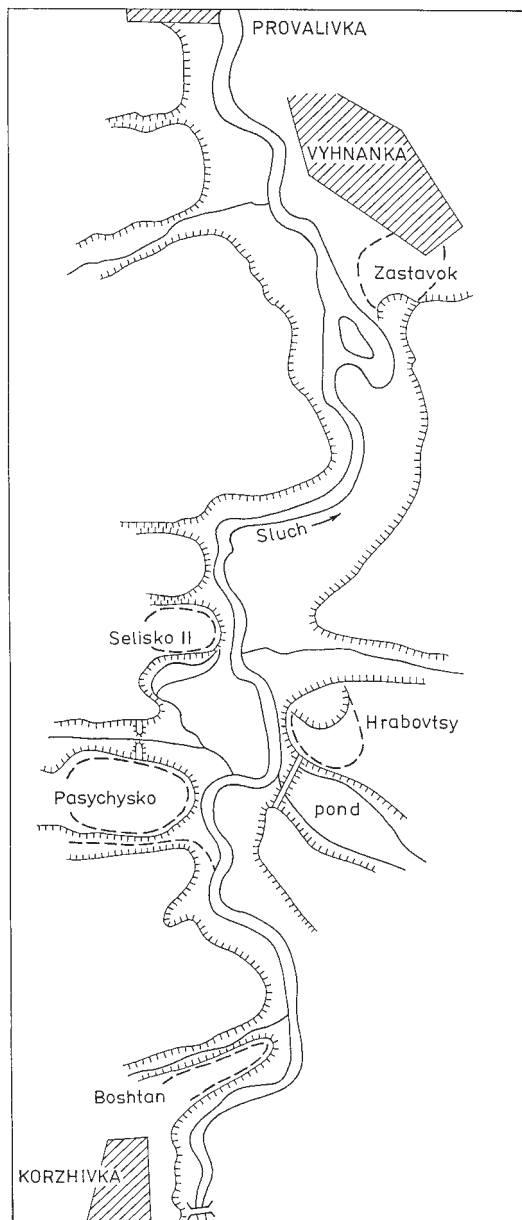 PROVALIVKA
VYHNANKA
Zastavok
Sluch
Selisko II
Hrabovtsy
Pasychysko
pond
Boshtan
KORZHIVKA